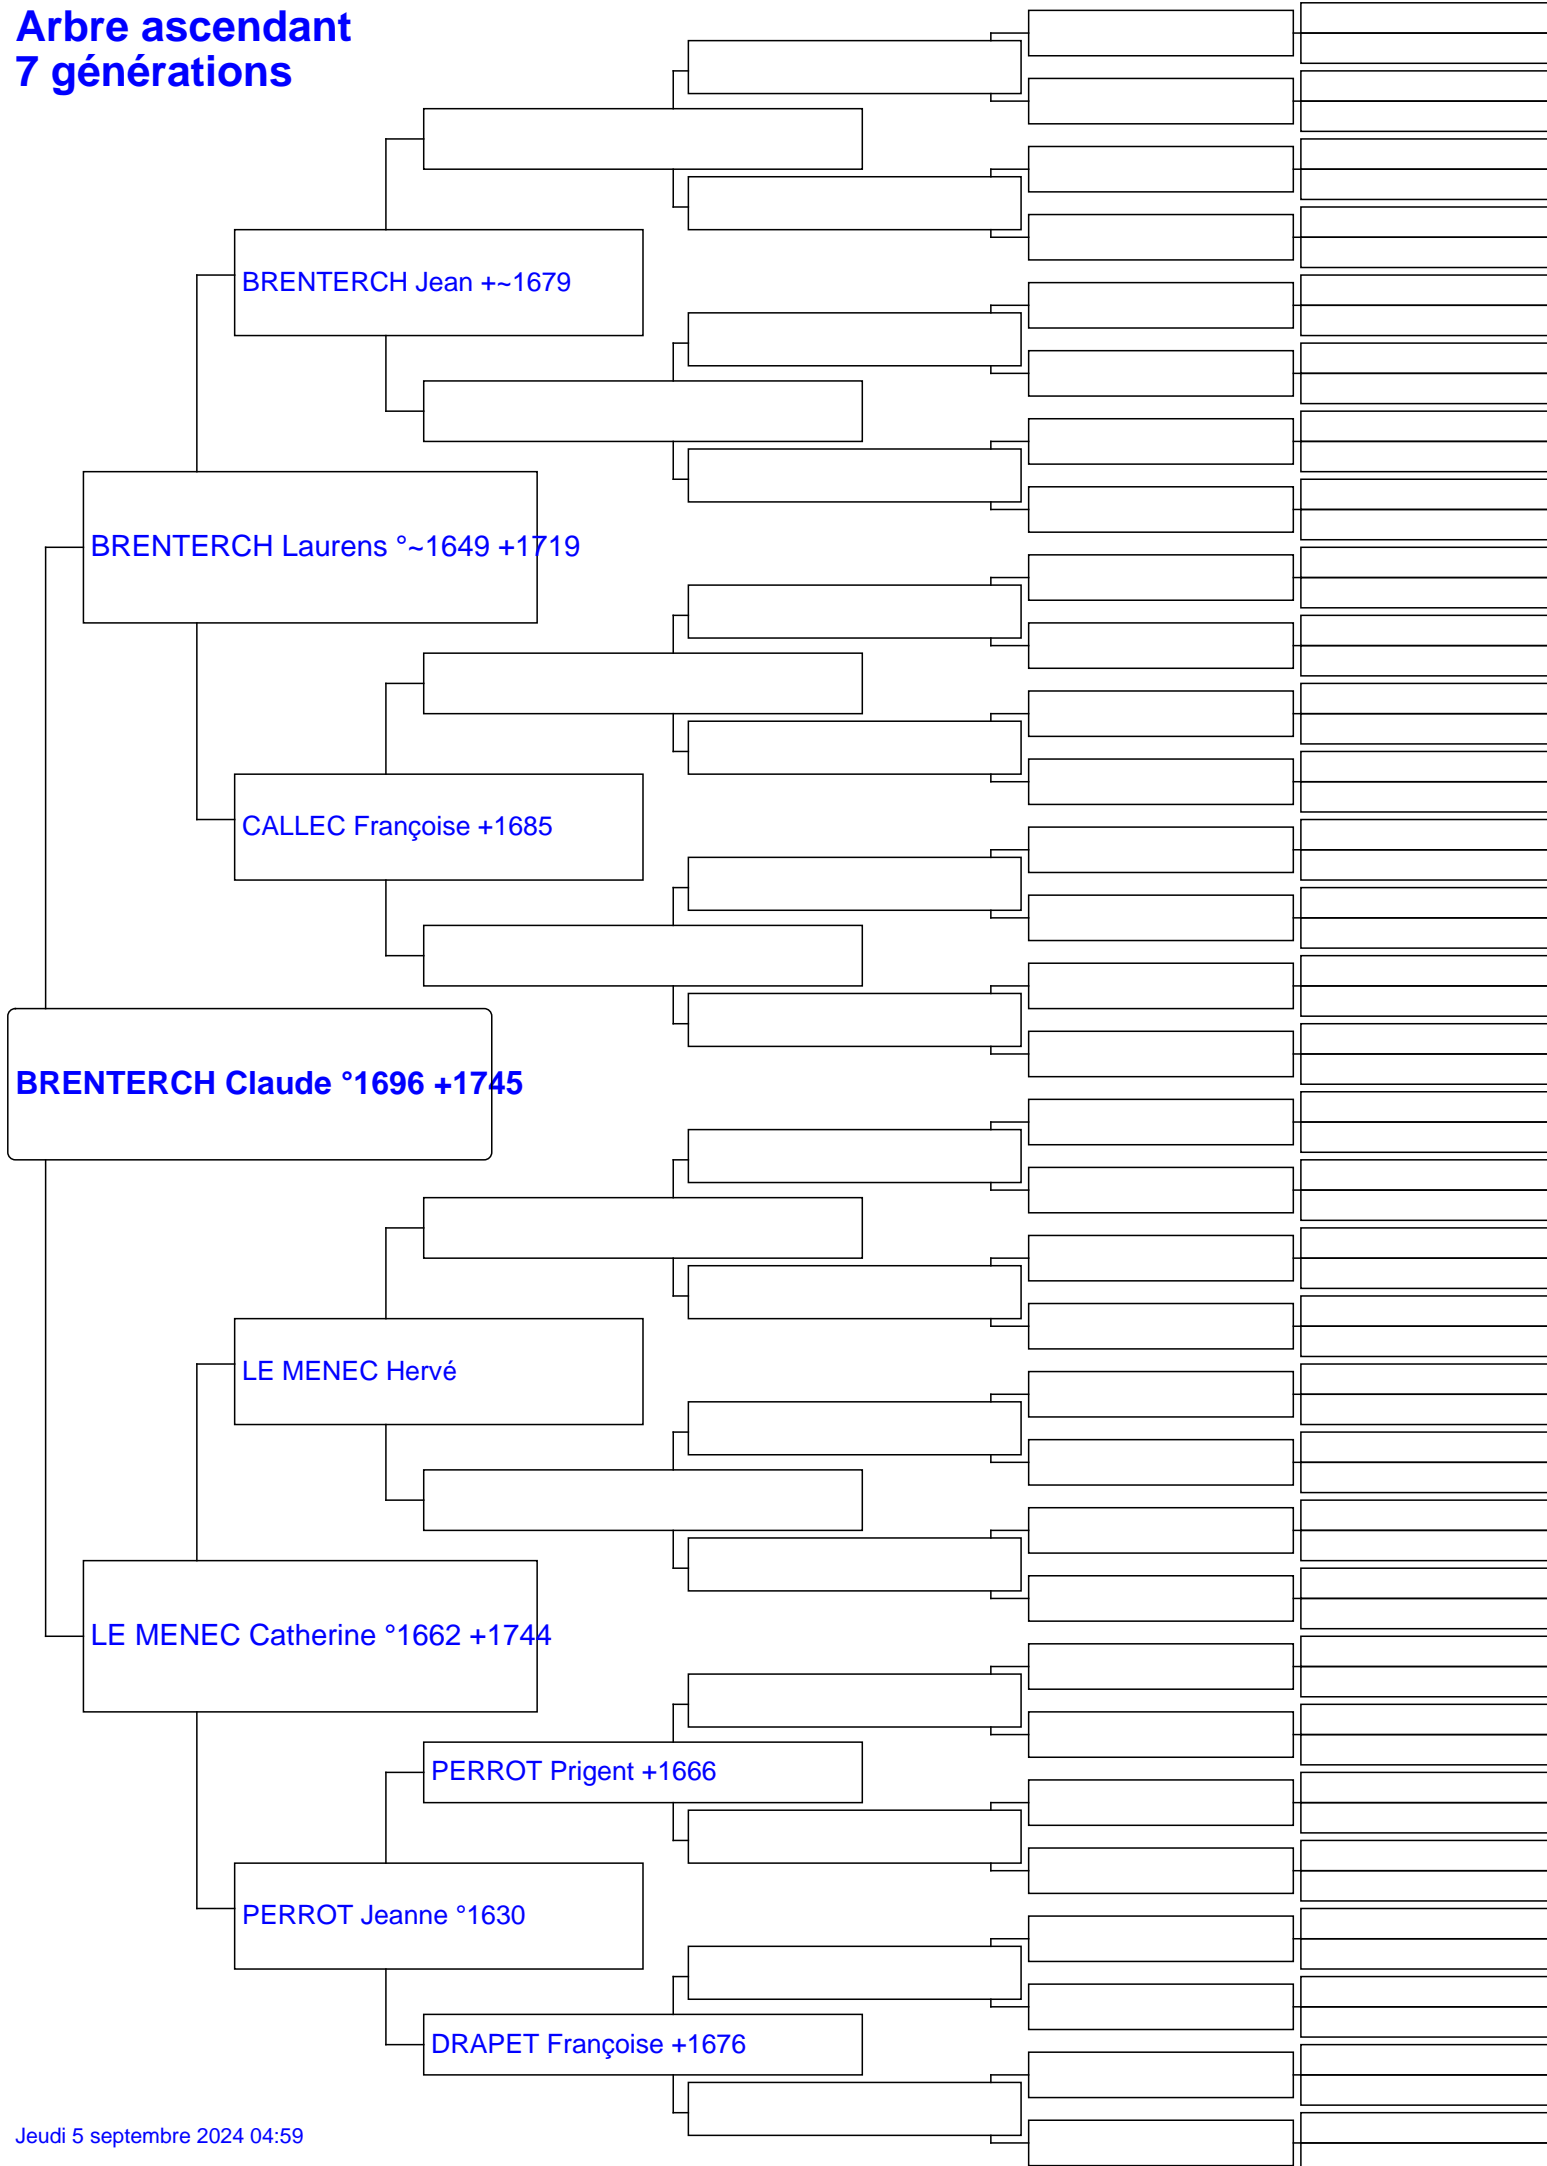 Arbre ascendant
7 générations
BRENTERCH Jean +~1679
BRENTERCH Laurens °~1649 +1719
CALLEC Françoise +1685
BRENTERCH Claude °1696 +1745
LE MENEC Hervé
LE MENEC Catherine °1662 +1744
PERROT Prigent +1666
PERROT Jeanne °1630
DRAPET Françoise +1676
Jeudi 5 septembre 2024 04:59